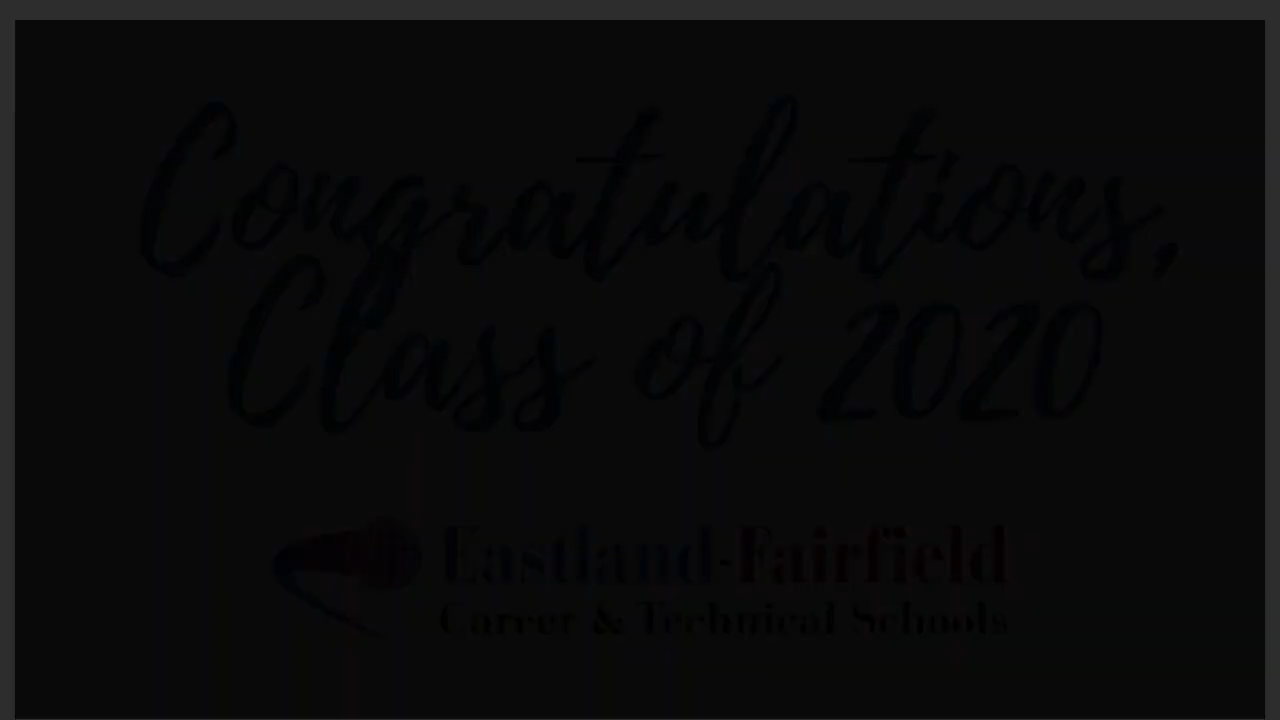 Congratulations,
Class of 2020
Eastland-Fairfield
Career & Technical Schools